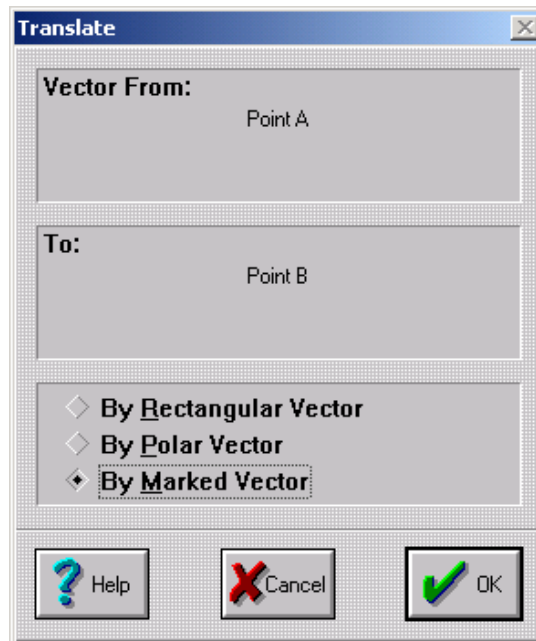 Translate
Vector From:
Point A
To:
Point B
By Rectangular Vector
By Polar Vector
By Marked Vector
Help
Cancel
OK